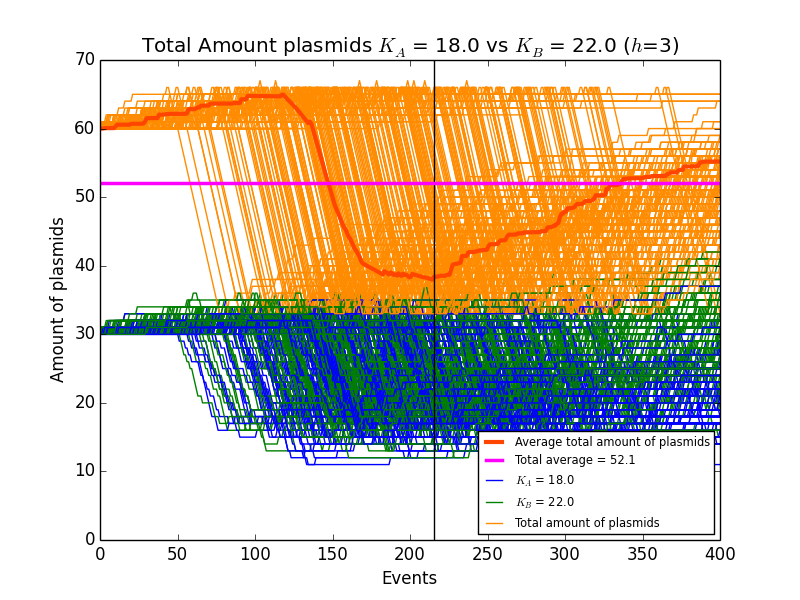 Total Amount plasmids K_A = 18.0 vs K_B = 22.0 (h=3)
70
60
50
40
30
20
10
0
Amount of plasmids
Average total amount of plasmids
Total average = 52.1
K_A = 18.0
K_B = 22.0
Total amount of plasmids
0 50 100 150 200 250 300 350 400
Events